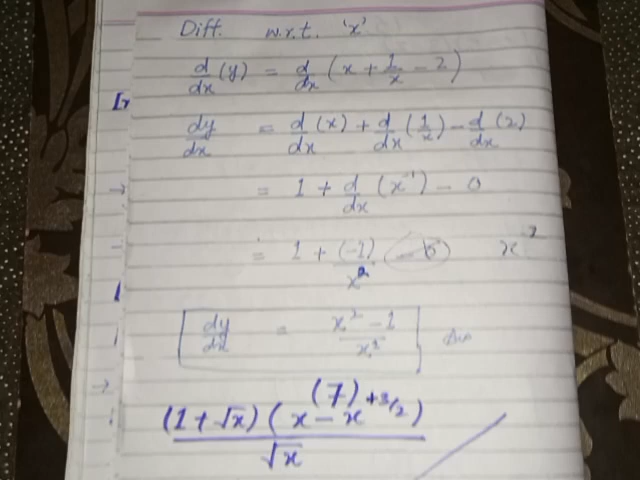 Diff. w.r.t. 'x'
d/dx (y) = d/dx (x + 1/x - 2)
dy/dx = d/dx (x) + d/dx (1/x) - d/dx (2)
= 1 + d/dx (x⁻¹) - 0
= 1 + (-1)/x²
dy/dx = x² - 1/x² Ans
(7)
(1+√x) (x - x^+3/2)/√x